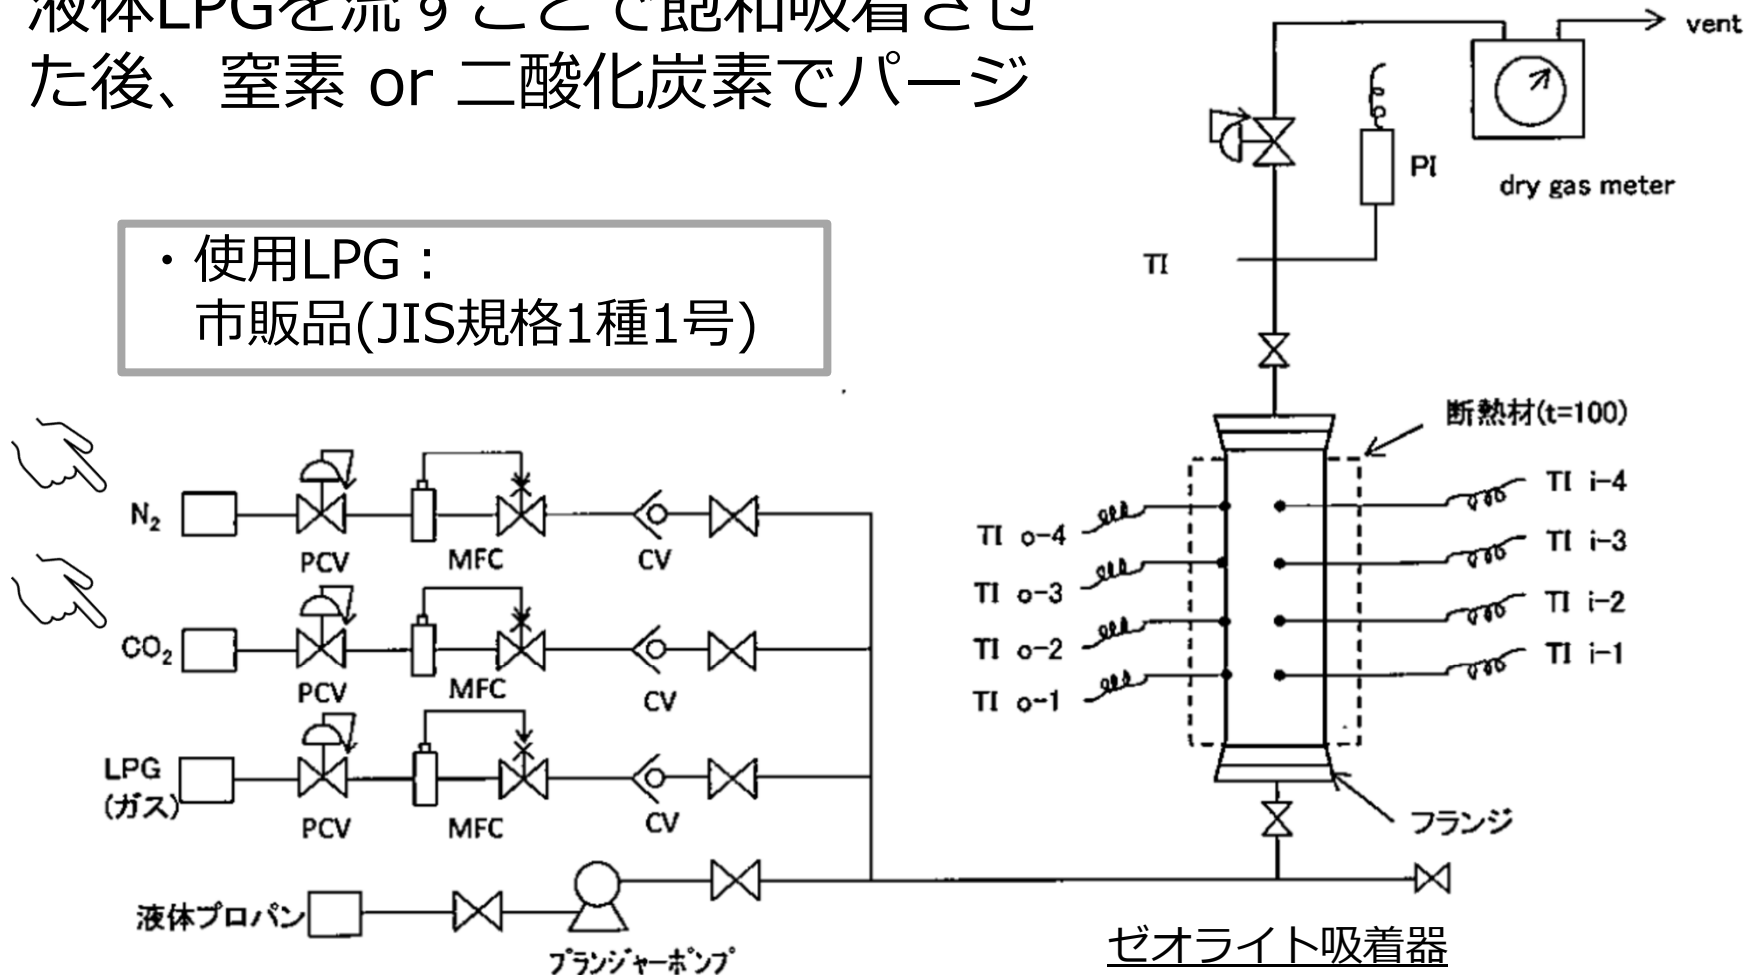 液体LPGを流すことで飽和吸着させ
た後、窒素 or 二酸化炭素でパージ
vent
PI
dry gas meter
TI
・使用LPG：
市販品(JIS規格1種1号)
断熱材(t=100)
N₂
PCV
MFC
CV
CO₂
PCV
MFC
CV
LPG
(ガス)
PCV
MFC
CV
液体プロパン
プランジャーポンプ
TI o-4
TI o-3
TI o-2
TI o-1
TI i-4
TI i-3
TI i-2
TI i-1
フランジ
ゼオライト吸着器